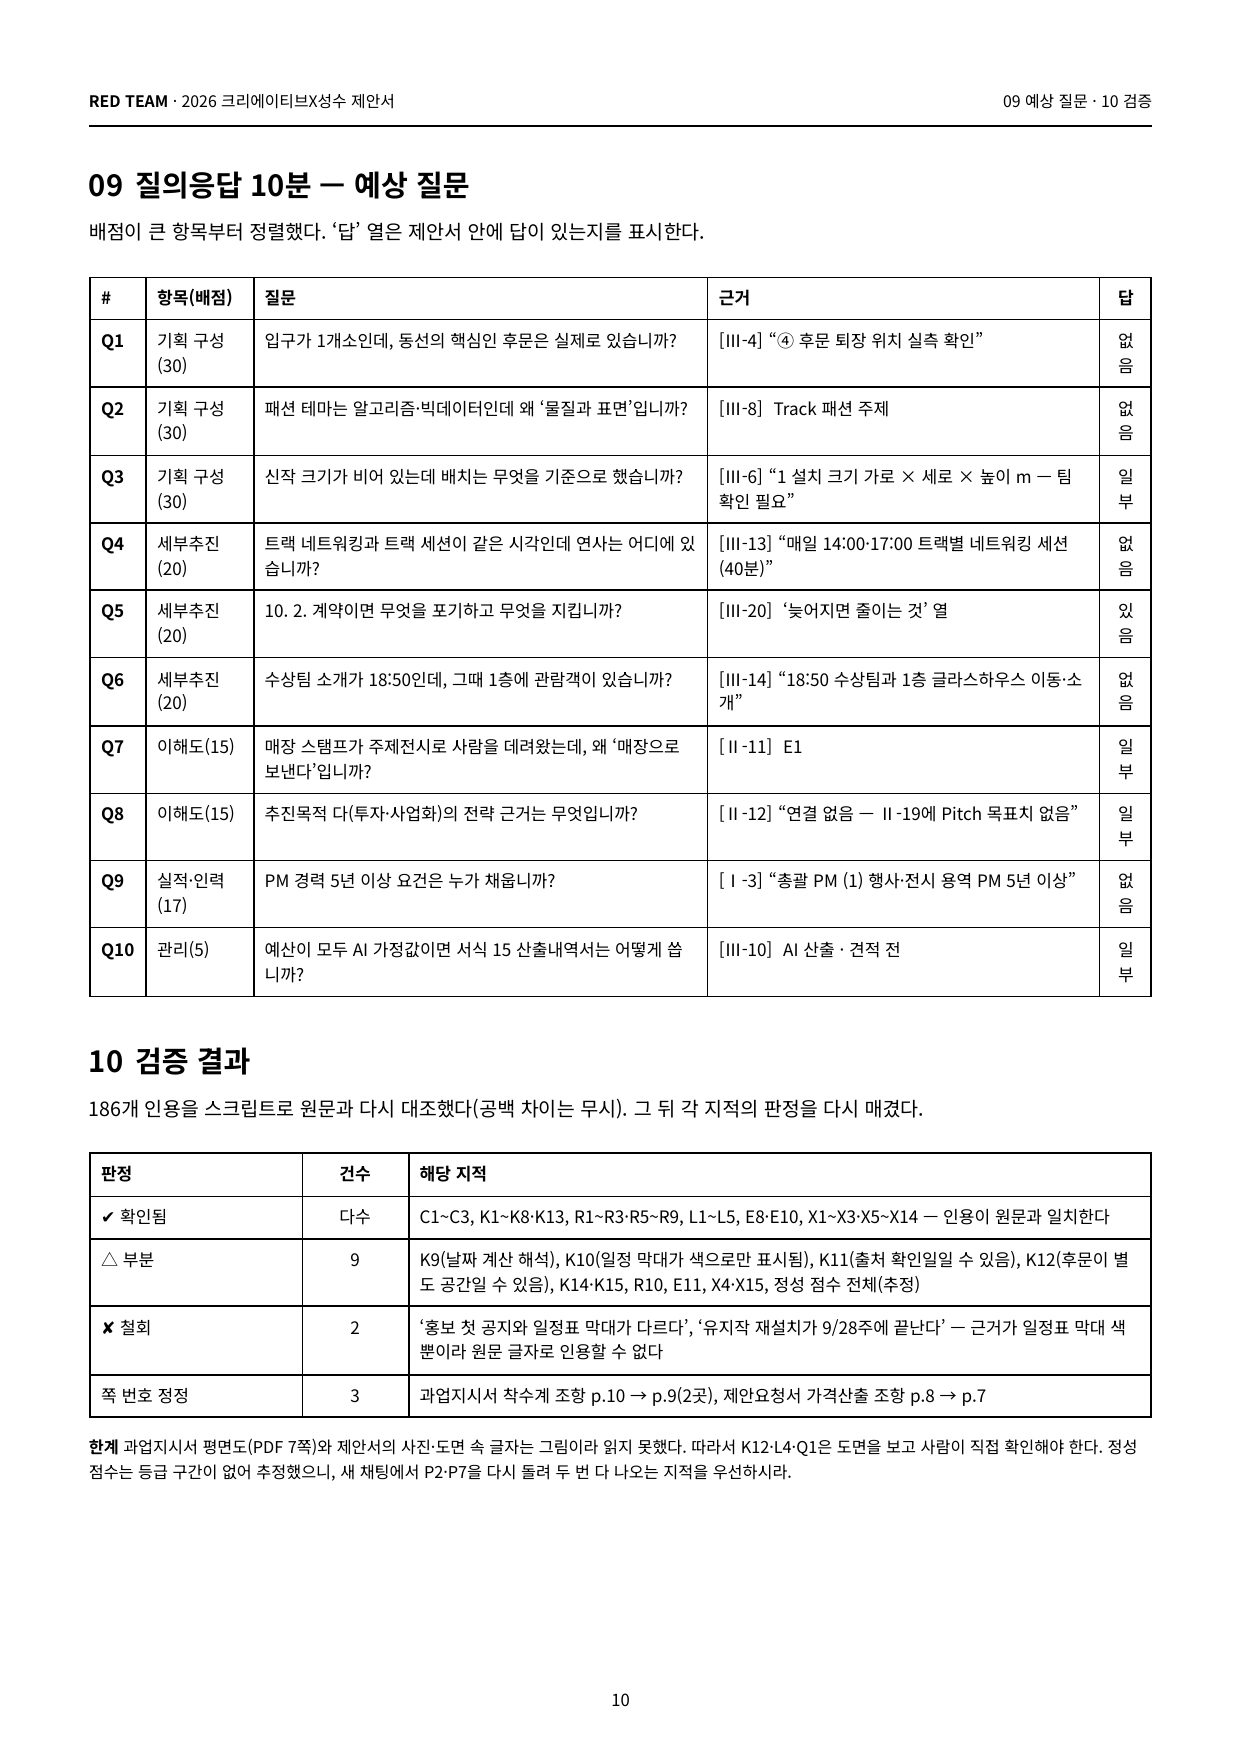 RED TEAM · 2026 크리에이티브X성수 제안서
09 예상 질문 · 10 검증
09 질의응답 10분 — 예상 질문
배점이 큰 항목부터 정렬했다. ‘답’ 열은 제안서 안에 답이 있는지를 표시한다.
# 항목(배점) 질문 근거 답
Q1 기획 구성 입구가 1개소인데, 동선의 핵심인 후문은 실제로 있습니까? [Ⅲ-4] “④ 후문 퇴장 위치 실측 확인” 없
(30) 음
Q2 기획 구성 패션 테마는 알고리즘·빅데이터인데 왜 ‘물질과 표면’입니까? [Ⅲ-8] Track 패션 주제 없
(30) 음
Q3 기획 구성 신작 크기가 비어 있는데 배치는 무엇을 기준으로 했습니까? [Ⅲ-6] “1 설치 크기 가로 × 세로 × 높이 m — 팀 일
(30) 확인 필요” 부
Q4 세부추진 트랙 네트워킹과 트랙 세션이 같은 시각인데 연사는 어디에 있 [Ⅲ-13] “매일 14:00·17:00 트랙별 네트워킹 세션 없
(20) 습니까? (40분)” 음
Q5 세부추진 10. 2. 계약이면 무엇을 포기하고 무엇을 지킵니까? [Ⅲ-20] ‘늦어지면 줄이는 것’ 열 있
(20) 음
Q6 세부추진 수상팀 소개가 18:50인데, 그때 1층에 관람객이 있습니까? [Ⅲ-14] “18:50 수상팀과 1층 글라스하우스 이동·소 없
(20) 개” 음
Q7 이해도(15) 매장 스탬프가 주제전시로 사람을 데려왔는데, 왜 ‘매장으로 [Ⅱ-11] E1 일
보낸다’입니까? 부
Q8 이해도(15) 추진목적 다(투자·사업화)의 전략 근거는 무엇입니까? [Ⅱ-12] “연결 없음 — Ⅱ-19에 Pitch 목표치 없음” 일
부
Q9 실적·인력 PM 경력 5년 이상 요건은 누가 채웁니까? [Ⅰ-3] “총괄 PM (1) 행사·전시 용역 PM 5년 이상” 없
(17) 음
Q10 관리(5) 예산이 모두 AI 가정값이면 서식 15 산출내역서는 어떻게 씁 [Ⅲ-10] AI 산출 · 견적 전 일
니까? 부
10 검증 결과
186개 인용을 스크립트로 원문과 다시 대조했다(공백 차이는 무시). 그 뒤 각 지적의 판정을 다시 매겼다.
판정 건수 해당 지적
✔ 확인됨 다수 C1~C3, K1~K8·K13, R1~R3·R5~R9, L1~L5, E8·E10, X1~X3·X5~X14 — 인용이 원문과 일치한다
△ 부분 9 K9(날짜 계산 해석), K10(일정 막대가 색으로만 표시됨), K11(출처 확인일일 수 있음), K12(후문이 별
도 공간일 수 있음), K14·K15, R10, E11, X4·X15, 정성 점수 전체(추정)
✘ 철회 2 ‘홍보 첫 공지와 일정표 막대가 다르다’, ‘유지작 재설치가 9/28주에 끝난다’ — 근거가 일정표 막대 색
뿐이라 원문 글자로 인용할 수 없다
쪽 번호 정정 3 과업지시서 착수계 조항 p.10 → p.9(2곳), 제안요청서 가격산출 조항 p.8 → p.7
한계 과업지시서 평면도(PDF 7쪽)와 제안서의 사진·도면 속 글자는 그림이라 읽지 못했다. 따라서 K12·L4·Q1은 도면을 보고 사람이 직접 확인해야 한다. 정성
점수는 등급 구간이 없어 추정했으니, 새 채팅에서 P2·P7을 다시 돌려 두 번 다 나오는 지적을 우선하시라.
10